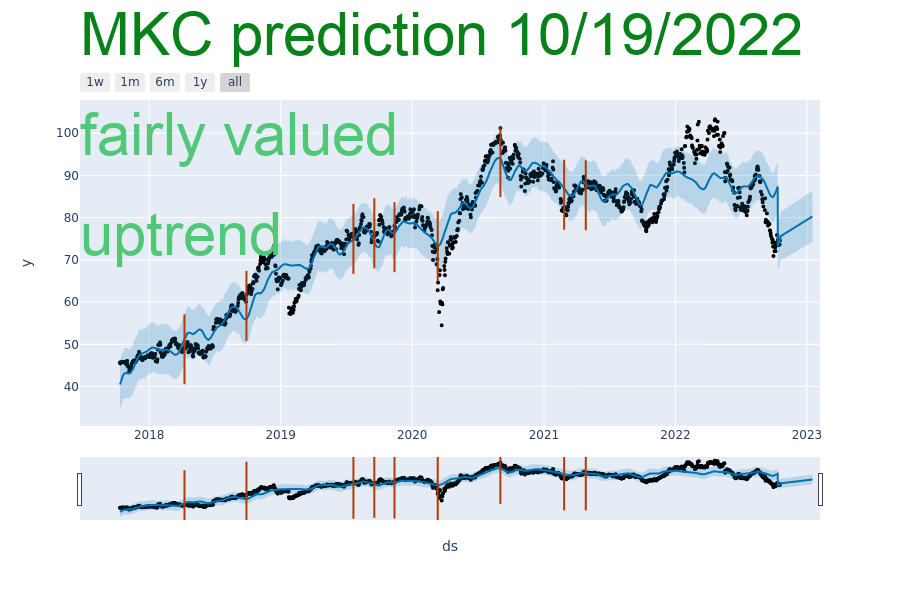 MKC prediction 10/19/2022
1w 1m 6m 1y all
fairly valued
uptrend
100
90
80
70
60
50
40
y
2018 2019 2020 2021 2022 2023
ds